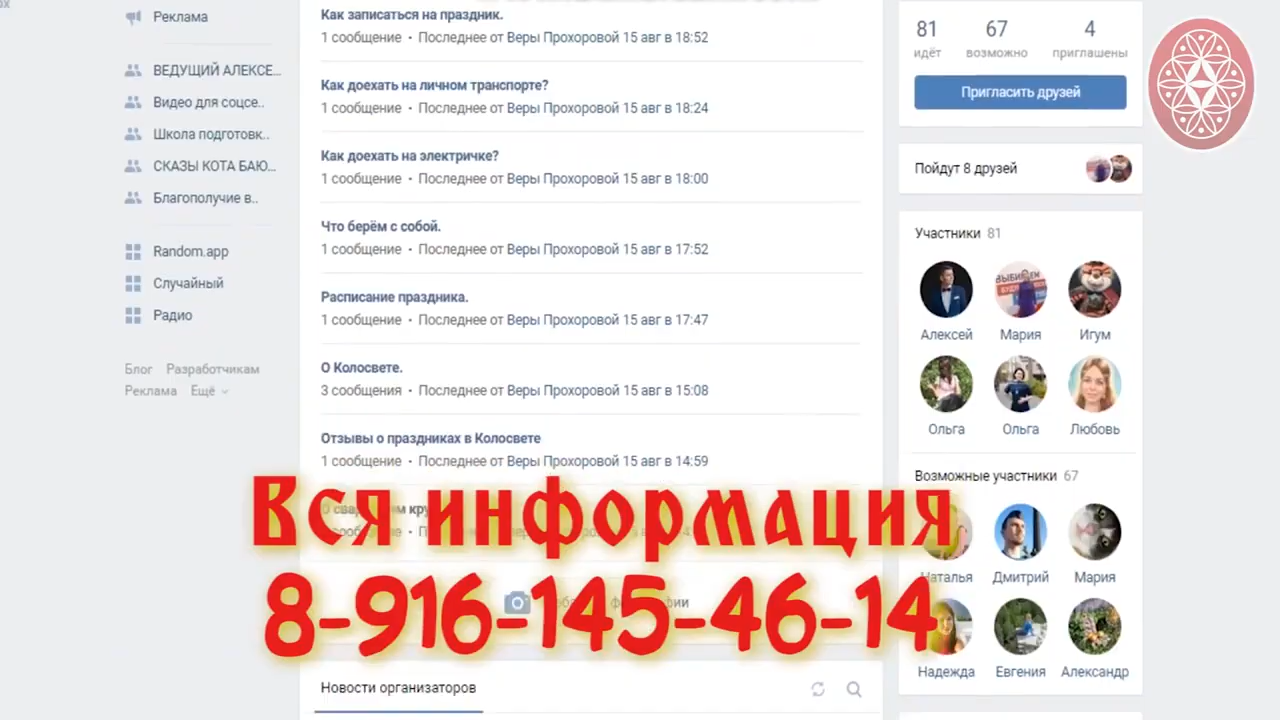 Реклама
ВЕДУЩИЙ АЛЕКСЕ...
Видео для соцсе..
Школа подготовк..
СКАЗЫ КОТА БАЮ...
Благополучие в..
Random.app
Случайный
Радио
Блог Разработчикам
Реклама Ещё
Как записаться на праздник.
1 сообщение · Последнее от Веры Прохоровой 15 авг в 18:52
Как доехать на личном транспорте?
1 сообщение · Последнее от Веры Прохоровой 15 авг в 18:24
Как доехать на электричке?
1 сообщение · Последнее от Веры Прохоровой 15 авг в 18:00
Что берём с собой.
1 сообщение · Последнее от Веры Прохоровой 15 авг в 17:52
Расписание праздника.
1 сообщение · Последнее от Веры Прохоровой 15 авг в 17:47
О Колосвете.
3 сообщения · Последнее от Веры Прохоровой 15 авг в 15:08
Отзывы о праздниках в Колосвете
1 сообщение · Последнее от Веры Прохоровой 15 авг в 14:59
Вся информация
8-916-145-46-14
Новости организаторов
81 67 4
идёт возможно приглашены
Пригласить друзей
Пойдут 8 друзей
Участники 81
Алексей Мария Игум
Ольга Ольга Любовь
Возможные участники 67
Наталья Дмитрий Мария
Надежда Евгения Александр